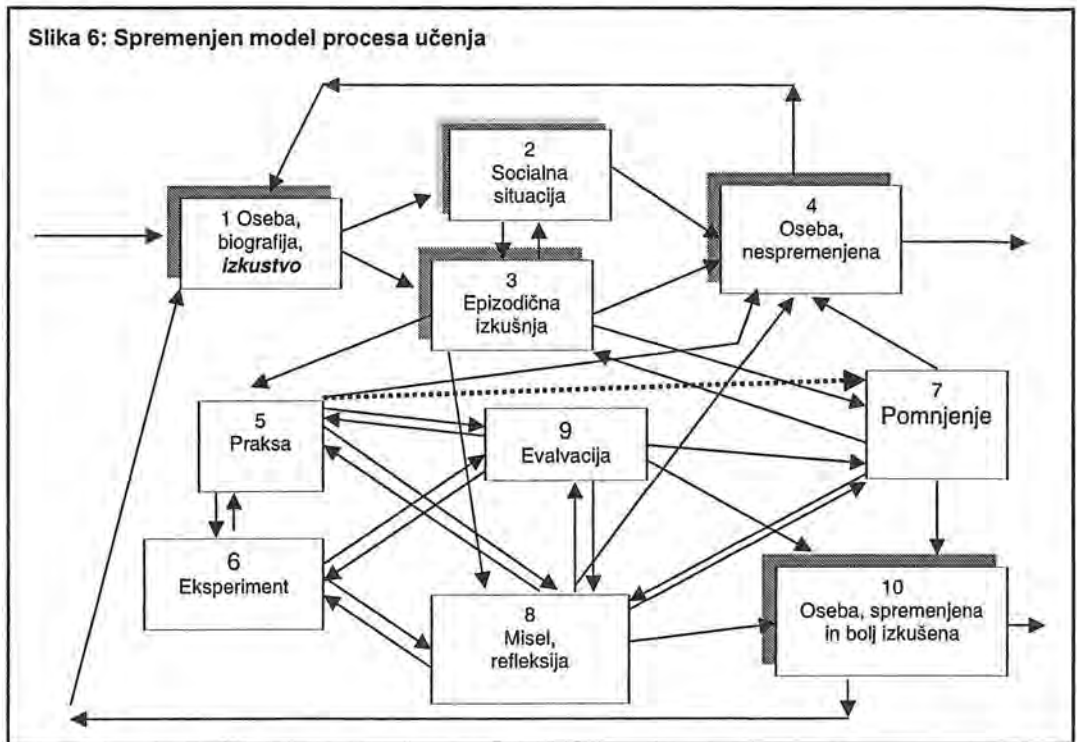 Slika 6: Spremenjen model procesa učenja
1 Oseba,
biografija,
izkustvo
2
Socialna
situacija
3
Epizodična
izkušnja
4
Oseba,
nespremenjena
5
Praksa
6
Eksperiment
7
Pomnjenje
8
Misel,
refleksija
9
Evalvacija
10
Oseba, spremenjena
in bolj izkušena